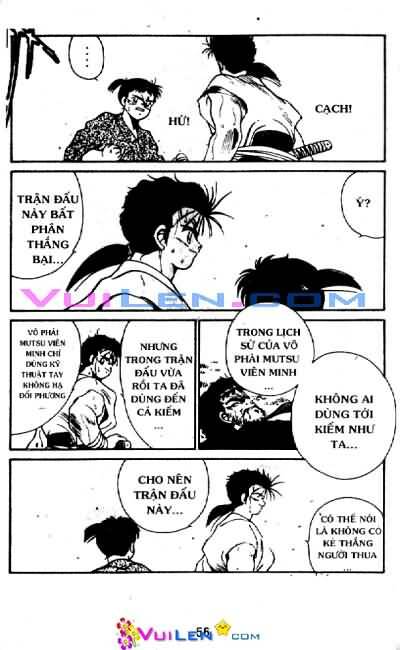 ...
HỪ!
CẠCH!
TRẬN ĐẤU
NÀY BẤT
PHÂN
THẮNG
BẠI...
Ý?
VuiLen.com
TRONG LỊCH
SỬ CỦA VÕ
PHÁI MUTSU
VIÊN MINH
...
KHÔNG AI
DÙNG TỚI
KIẾM NHƯ
TA...
NHƯNG
TRONG TRẬN
ĐẤU VỪA
RỒI TA ĐÃ
DÙNG ĐẾN
CẢ KIẾM
...
VÕ PHÁI
MUTSU VIÊN
MINH CHỈ
DÙNG KỸ
THUẬT TAY
KHÔNG HẠ
ĐỐI PHƯƠNG
CHO NÊN
TRẬN ĐẤU
NÀY...
CÓ THỂ NÓI
LÀ KHÔNG CÓ
KẺ THẮNG
NGƯỜI THUA
56
VuiLen.com